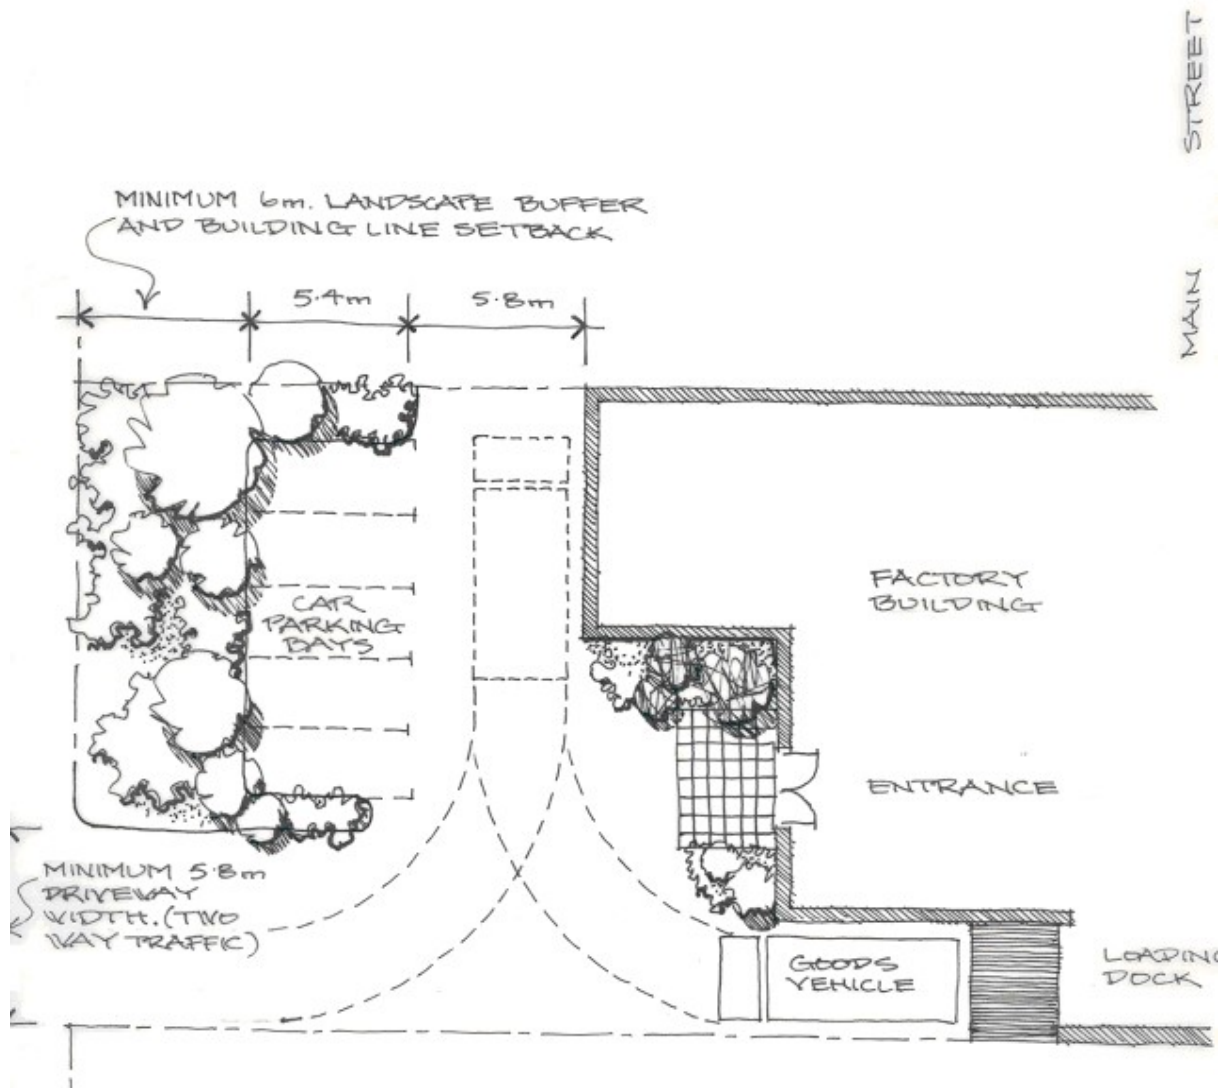 STREET
MAIN
MINIMUM 6m. LANDSCAPE BUFFER
AND BUILDING LINE SETBACK
5.4m
5.8m
FACTORY
BUILDING
CAR
PARKING
BAYS
ENTRANCE
MINIMUM 5.8m
DRIVEWAY
WIDTH. (TWO
WAY TRAFFIC)
GOODS
VEHICLE
LOADING
DOCK